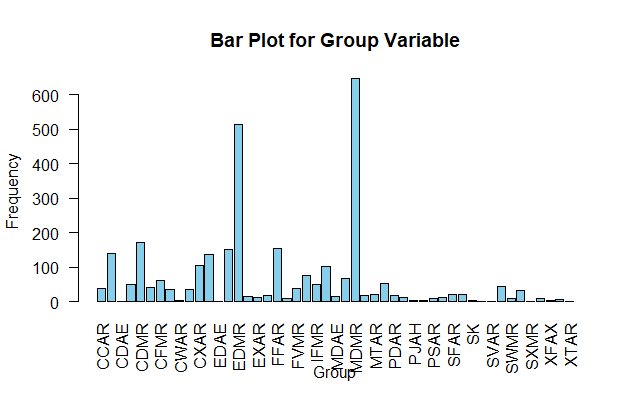 Bar Plot for Group Variable
Frequency
600
500
400
300
200
100
0
CCAR CDAE CDMR CFMR CWAR CXAR EDAE EDMR EXAR FFAR FVMR IFMR MDAE MDMR MTAR PDAR PJAH PSAR SFAR SK SVAR SWMR SXMR XFAX XTAR
Group